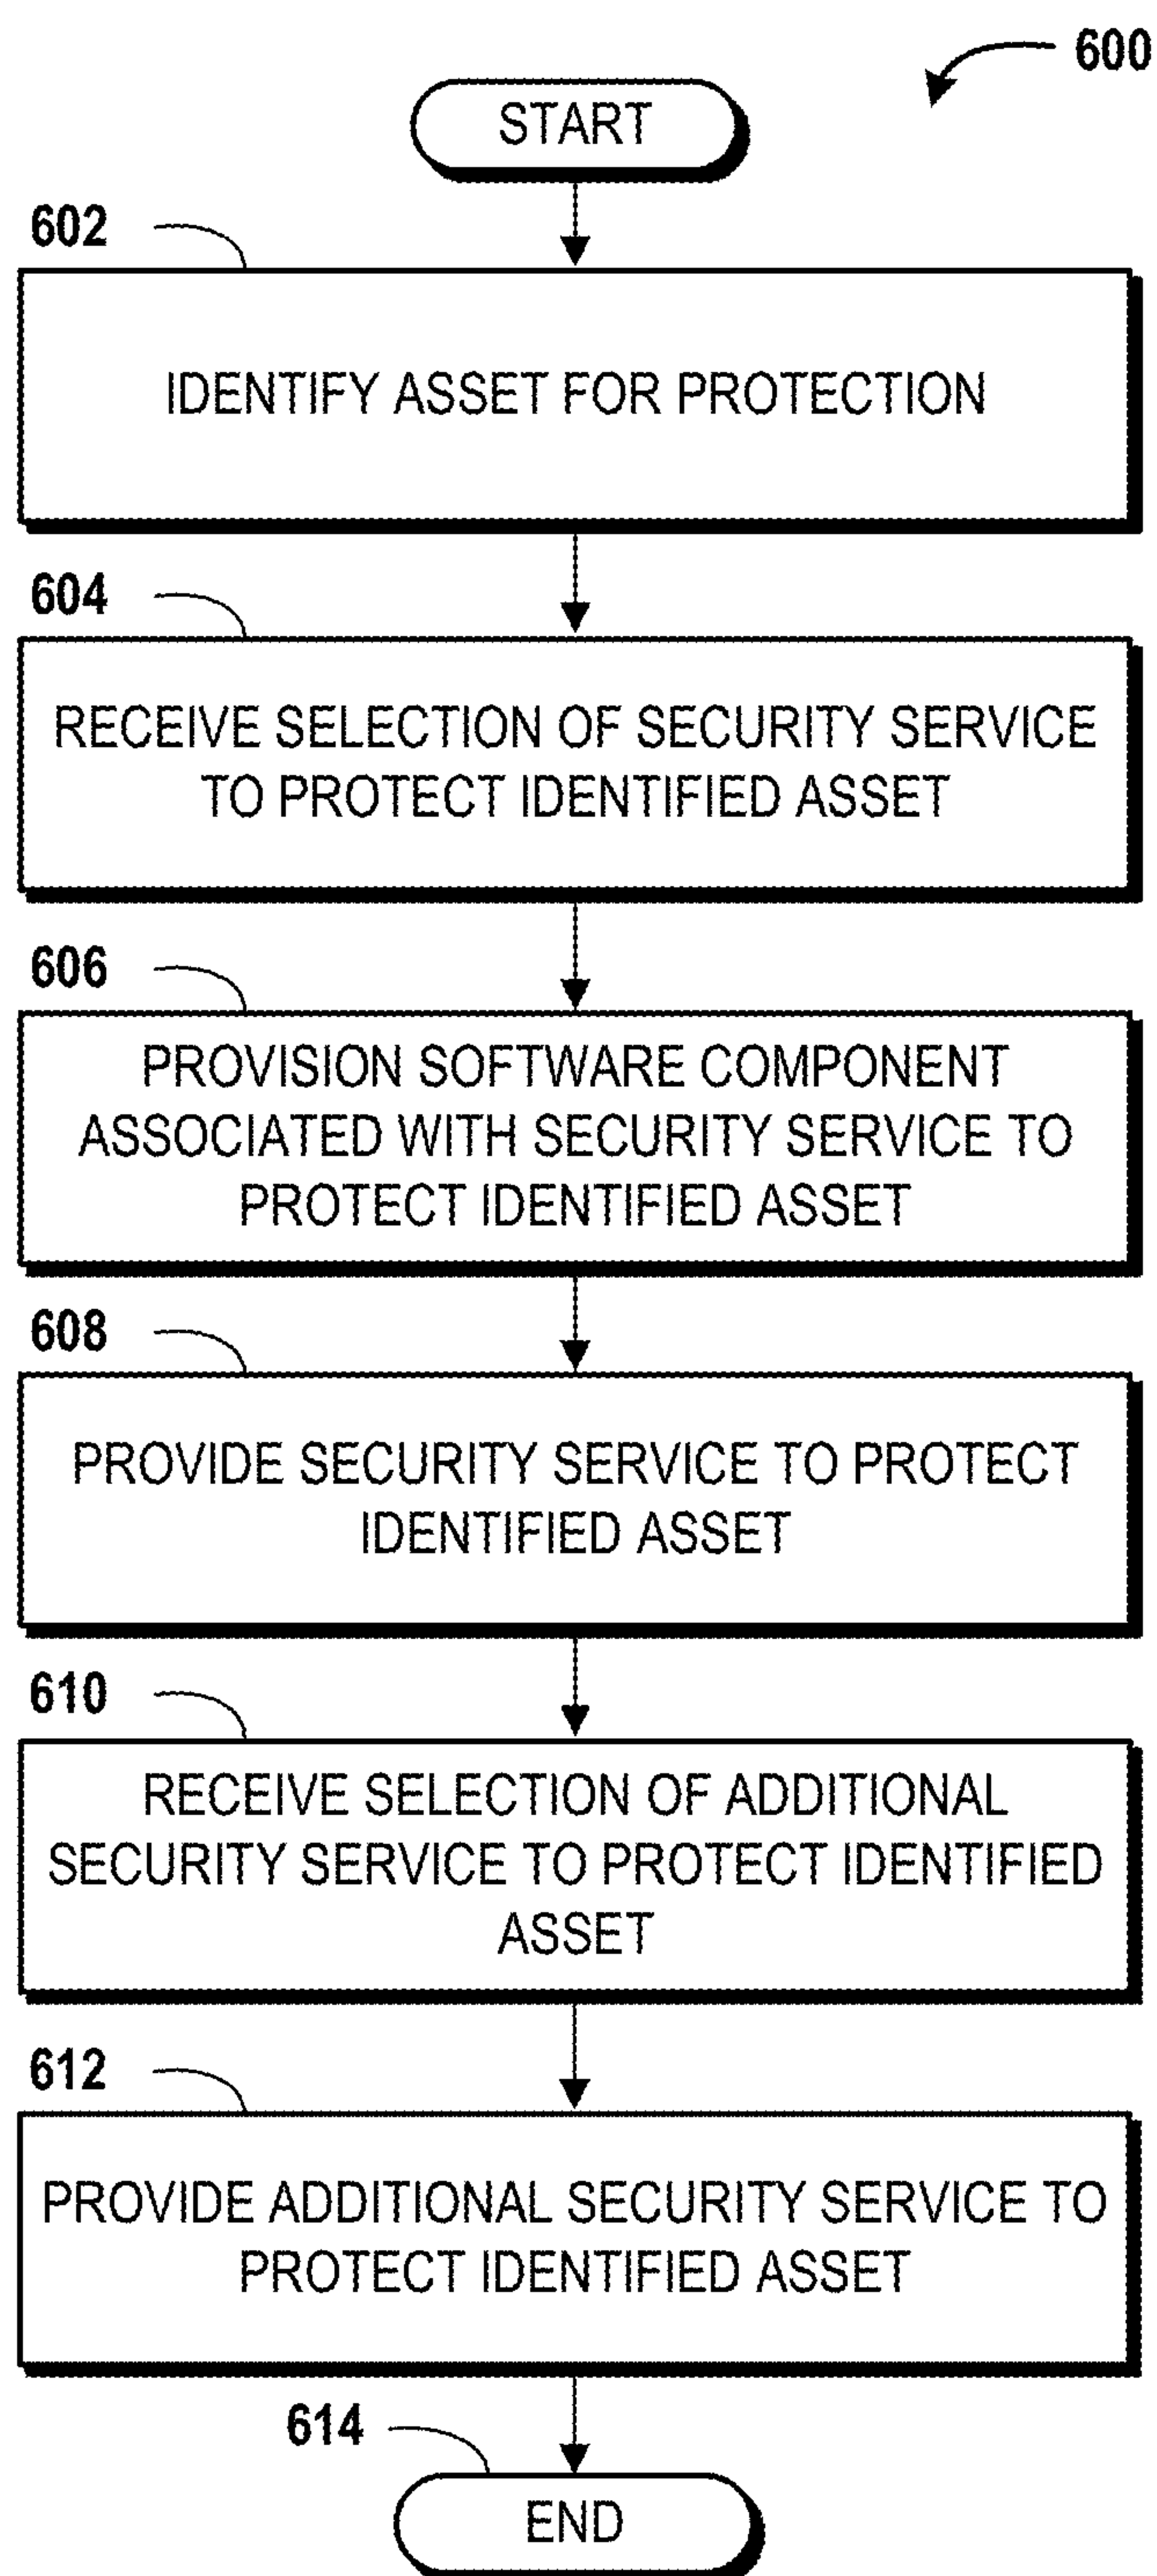 600
START
602
IDENTIFY ASSET FOR PROTECTION
604
RECEIVE SELECTION OF SECURITY SERVICE
TO PROTECT IDENTIFIED ASSET
606
PROVISION SOFTWARE COMPONENT
ASSOCIATED WITH SECURITY SERVICE TO
PROTECT IDENTIFIED ASSET
608
PROVIDE SECURITY SERVICE TO PROTECT
IDENTIFIED ASSET
610
RECEIVE SELECTION OF ADDITIONAL
SECURITY SERVICE TO PROTECT IDENTIFIED
ASSET
612
PROVIDE ADDITIONAL SECURITY SERVICE TO
PROTECT IDENTIFIED ASSET
614
END